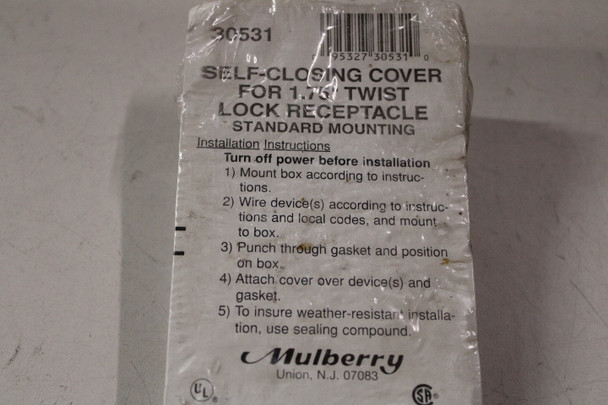 30531
95327 30531 0
SELF-CLOSING COVER
FOR 1.75" TWIST
LOCK RECEPTACLE
STANDARD MOUNTING
Installation Instructions
Turn off power before installation
1) Mount box according to instruc-
tions.
2) Wire device(s) according to instruc-
tions and local codes, and mount
to box.
3) Punch through gasket and position
on box.
4) Attach cover over device(s) and
gasket.
5) To insure weather-resistant installa-
tion, use sealing compound.
Mulberry
Union, N.J. 07083
UL
SA